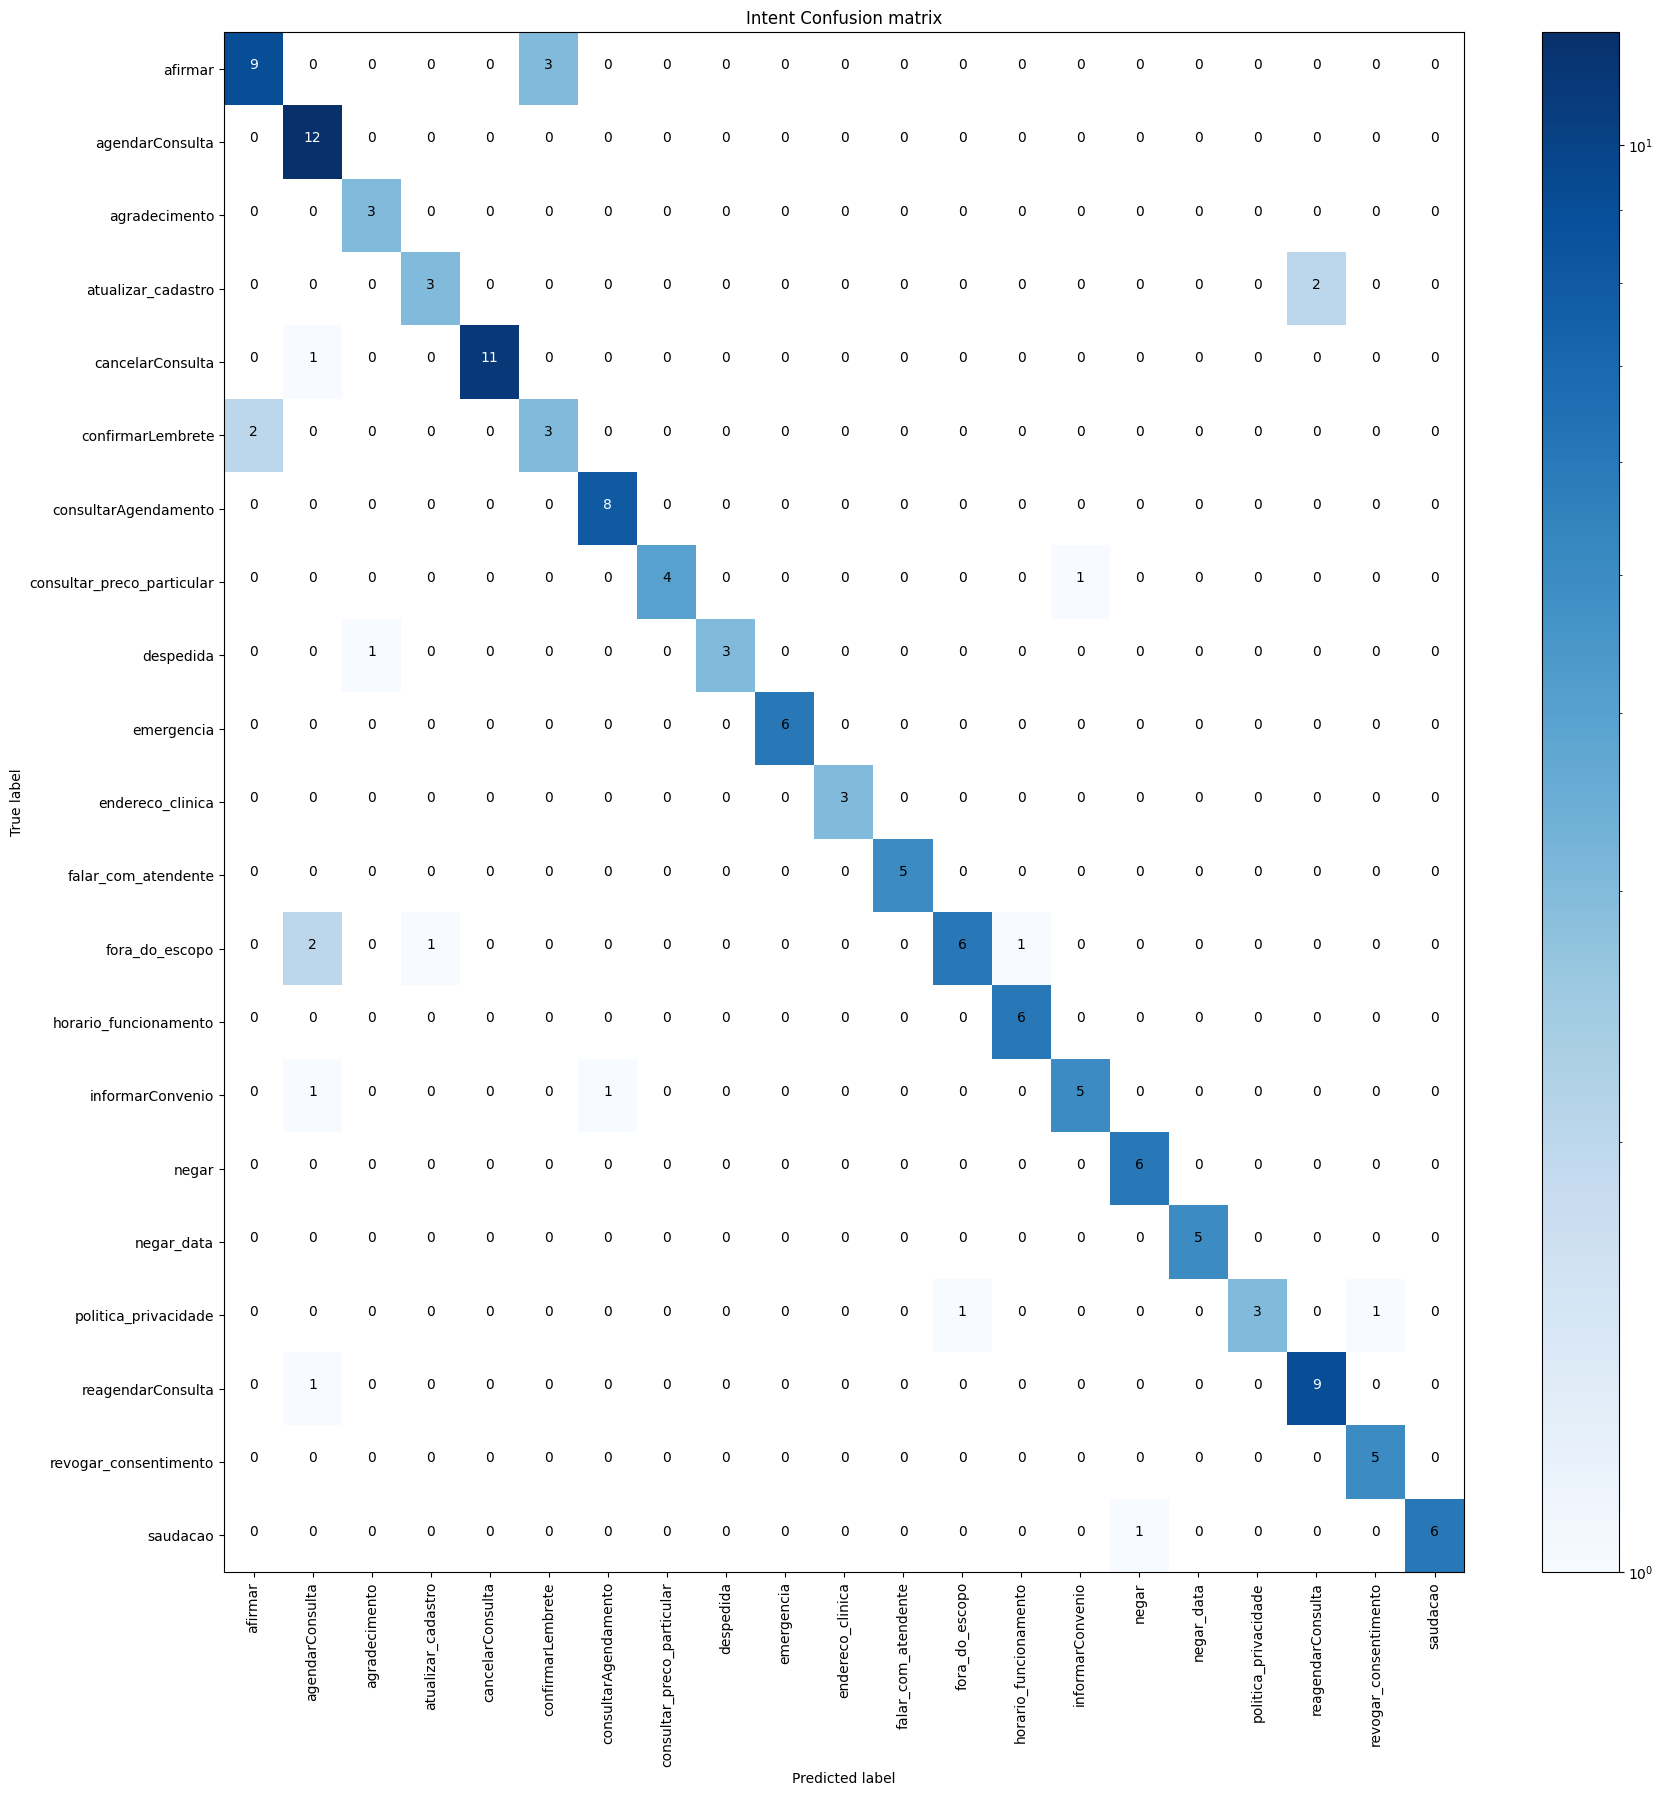 Intent Confusion matrix
afirmar 9 0 0 0 0 3 0 0 0 0 0 0 0 0 0 0 0 0 0 0 0
agendarConsulta 0 12 0 0 0 0 0 0 0 0 0 0 0 0 0 0 0 0 0 0 0
agradecimento 0 0 3 0 0 0 0 0 0 0 0 0 0 0 0 0 0 0 0 0 0
atualizar_cadastro 0 0 0 3 0 0 0 0 0 0 0 0 0 0 0 0 0 0 2 0 0
cancelarConsulta 0 1 0 0 11 0 0 0 0 0 0 0 0 0 0 0 0 0 0 0 0
confirmarLembrete 2 0 0 0 0 3 0 0 0 0 0 0 0 0 0 0 0 0 0 0 0
consultarAgendamento 0 0 0 0 0 0 8 0 0 0 0 0 0 0 0 0 0 0 0 0 0
consultar_preco_particular 0 0 0 0 0 0 0 4 0 0 0 0 0 0 1 0 0 0 0 0 0
despedida 0 0 1 0 0 0 0 0 3 0 0 0 0 0 0 0 0 0 0 0 0
emergencia 0 0 0 0 0 0 0 0 0 6 0 0 0 0 0 0 0 0 0 0 0
endereco_clinica 0 0 0 0 0 0 0 0 0 0 3 0 0 0 0 0 0 0 0 0 0
falar_com_atendente 0 0 0 0 0 0 0 0 0 0 0 5 0 0 0 0 0 0 0 0 0
fora_do_escopo 0 2 0 1 0 0 0 0 0 0 0 0 6 1 0 0 0 0 0 0 0
horario_funcionamento 0 0 0 0 0 0 0 0 0 0 0 0 0 6 0 0 0 0 0 0 0
informarConvenio 0 1 0 0 0 0 1 0 0 0 0 0 0 0 5 0 0 0 0 0 0
negar 0 0 0 0 0 0 0 0 0 0 0 0 0 0 0 6 0 0 0 0 0
negar_data 0 0 0 0 0 0 0 0 0 0 0 0 0 0 0 0 5 0 0 0 0
politica_privacidade 0 0 0 0 0 0 0 0 0 0 0 0 1 0 0 0 0 3 0 1 0
reagendarConsulta 0 1 0 0 0 0 0 0 0 0 0 0 0 0 0 0 0 0 9 0 0
revogar_consentimento 0 0 0 0 0 0 0 0 0 0 0 0 0 0 0 0 0 0 0 5 0
saudacao 0 0 0 0 0 0 0 0 0 0 0 0 0 0 0 1 0 0 0 0 6
True label
afirmar
agendarConsulta
agradecimento
atualizar_cadastro
cancelarConsulta
confirmarLembrete
consultarAgendamento
consultar_preco_particular
despedida
emergencia
endereco_clinica
falar_com_atendente
fora_do_escopo
horario_funcionamento
informarConvenio
negar
negar_data
politica_privacidade
reagendarConsulta
revogar_consentimento
saudacao
Predicted label
10¹
10⁰